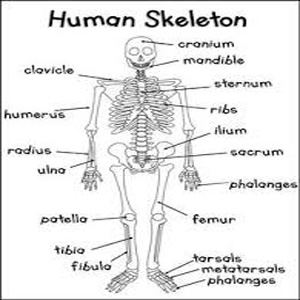 Human Skeleton
cranium
mandible
clavicle
sternum
humerus
ribs
ilium
radius
sacrum
ulna
phalanges
patella
femur
tibia
fibula
tarsals
metatarsals
phalanges